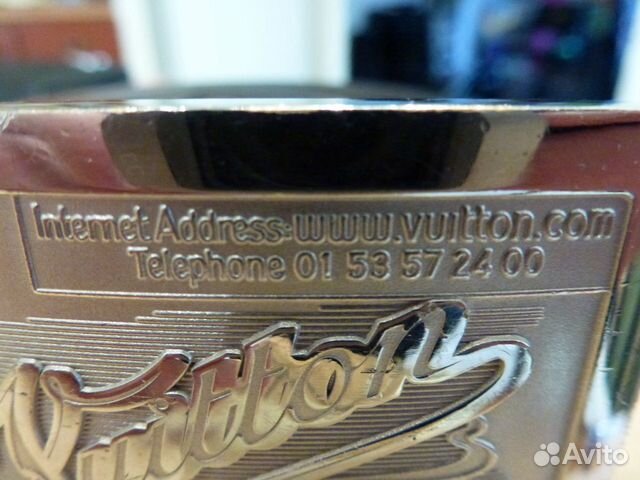 Internet Address:www.vuitton.com
Telephone 01 53 57 24 00
Vuitton
Avito